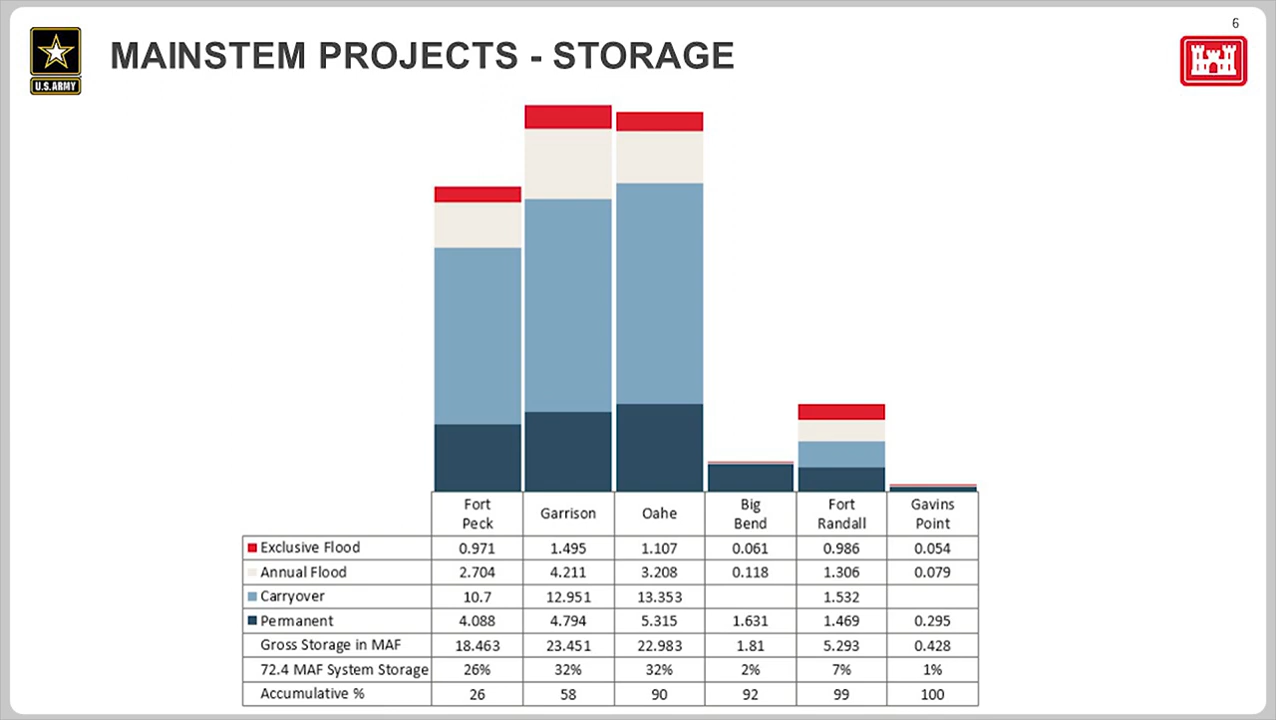 6
U.S.ARMY
MAINSTEM PROJECTS - STORAGE
Fort Peck Garrison Oahe Big Bend Fort Randall Gavins Point
Exclusive Flood 0.971 1.495 1.107 0.061 0.986 0.054
Annual Flood 2.704 4.211 3.208 0.118 1.306 0.079
Carryover 10.7 12.951 13.353 1.532
Permanent 4.088 4.794 5.315 1.631 1.469 0.295
Gross Storage in MAF 18.463 23.451 22.983 1.81 5.293 0.428
72.4 MAF System Storage 26% 32% 32% 2% 7% 1%
Accumulative % 26 58 90 92 99 100